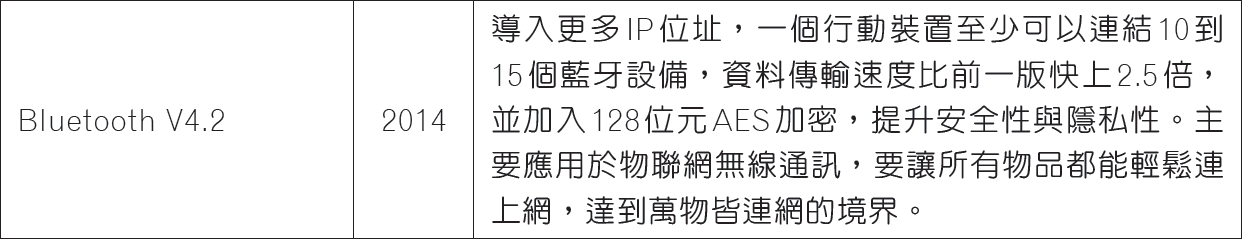 Bluetooth V4.2
2014
導入更多IP位址，一個行動裝置至少可以連結10到
15個藍牙設備，資料傳輸速度比前一版快上2.5倍，
並加入128位元AES加密，提升安全性與隱私性。主
要應用於物聯網無線通訊，要讓所有物品都能輕鬆連
上網，達到萬物皆連網的境界。